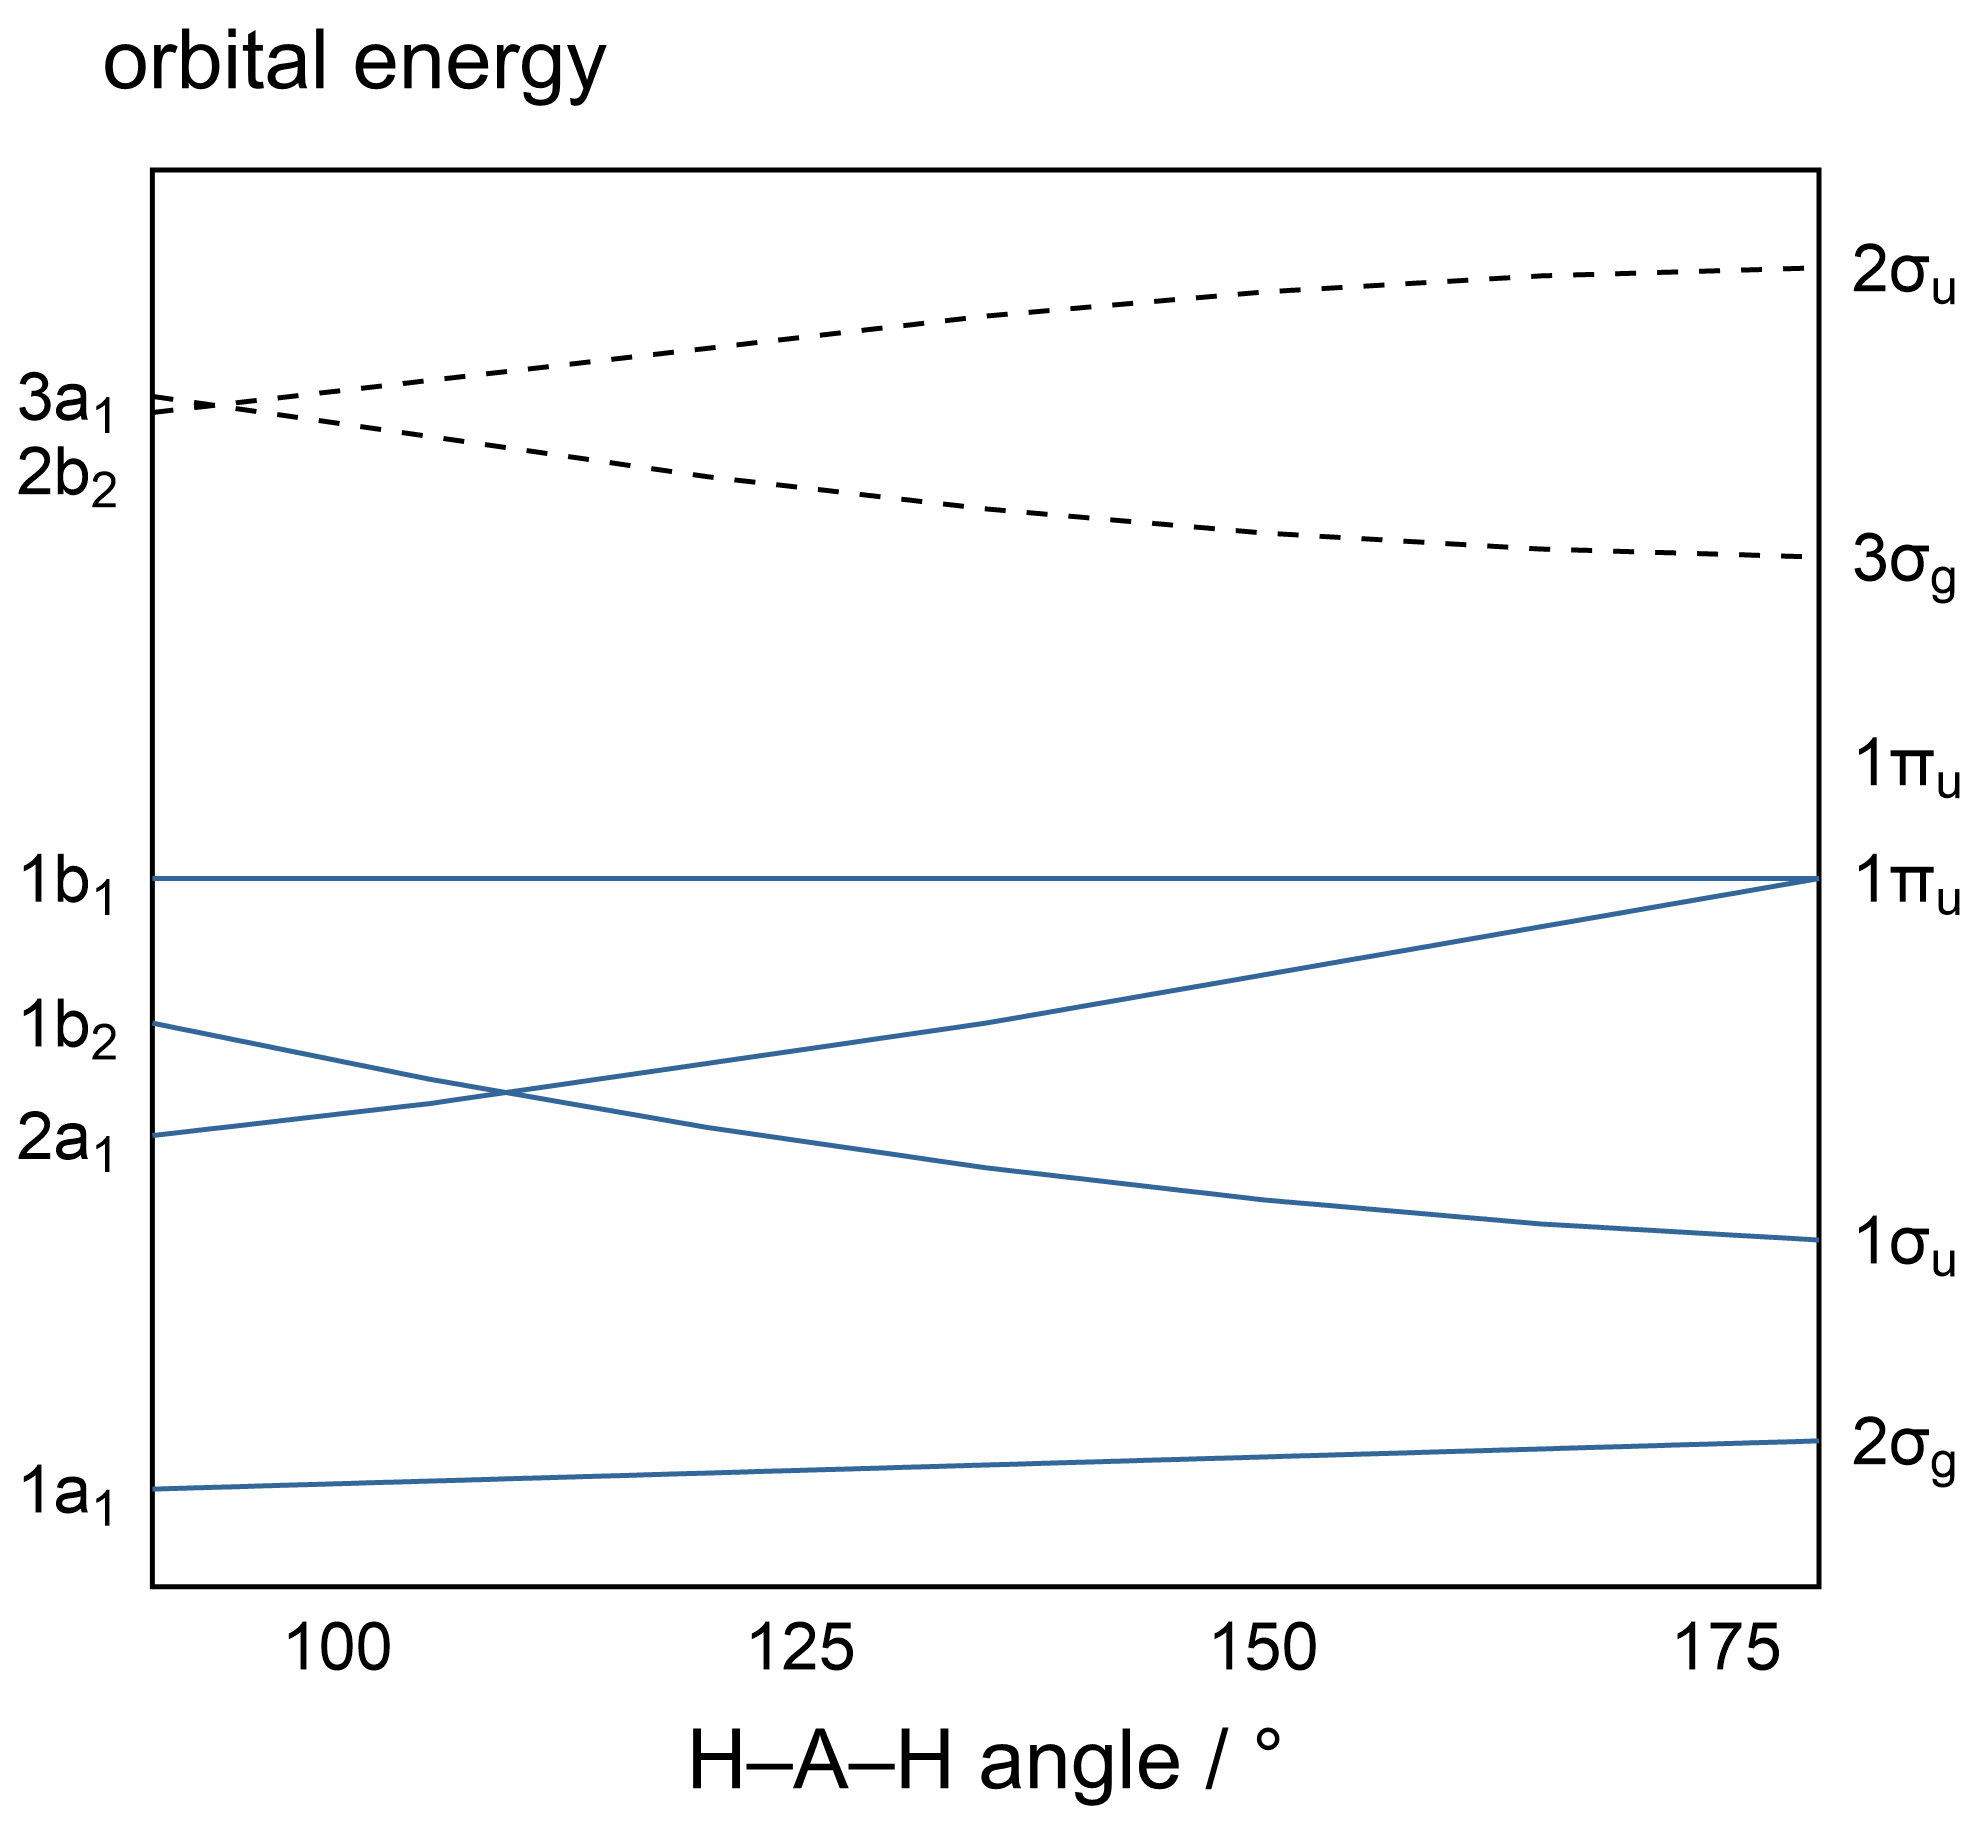 orbital energy
2σᵤ
3a₁
2b₂
3σg
1πᵤ
1b₁
1πᵤ
1b₂
2a₁
1σᵤ
2σg
1a₁
100 125 150 175
H–A–H angle / °